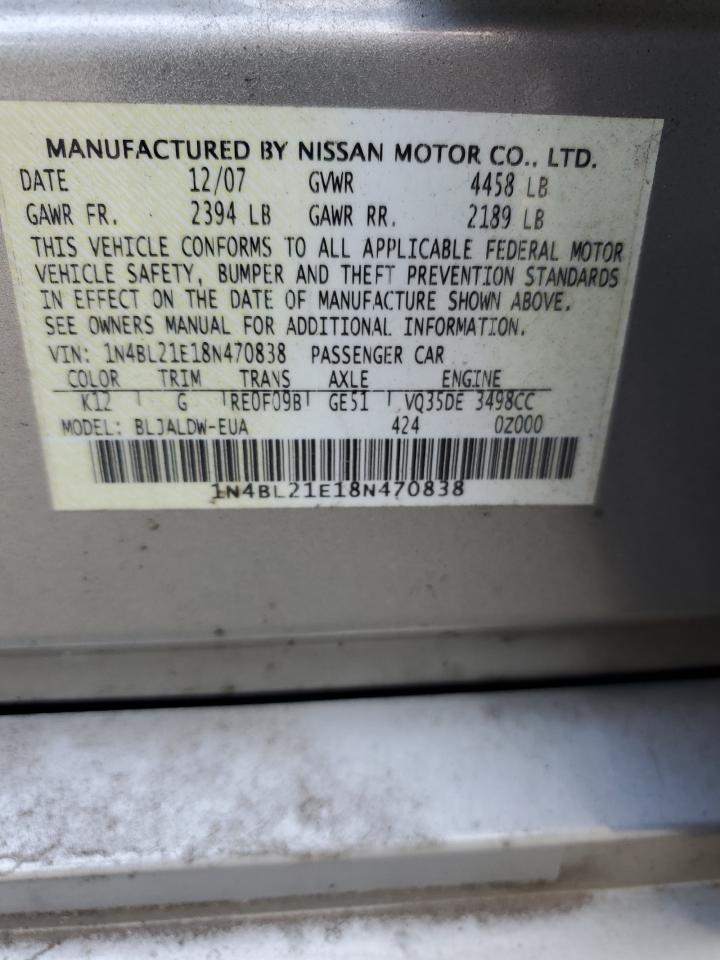 MANUFACTURED BY NISSAN MOTOR CO., LTD.
DATE 12/07 GVWR 4458 LB
GAWR FR. 2394 LB GAWR RR. 2189 LB
THIS VEHICLE CONFORMS TO ALL APPLICABLE FEDERAL MOTOR
VEHICLE SAFETY, BUMPER AND THEFT PREVENTION STANDARDS
IN EFFECT ON THE DATE OF MANUFACTURE SHOWN ABOVE.
SEE OWNERS MANUAL FOR ADDITIONAL INFORMATION.
VIN: 1N4BL21E18N470838 PASSENGER CAR
COLOR TRIM TRANS AXLE ENGINE
K12 G RE0F09B GE51 VQ35DE 3498CC
MODEL: BLJALDW-EUA 424 0Z000
1N4BL21E18N470838